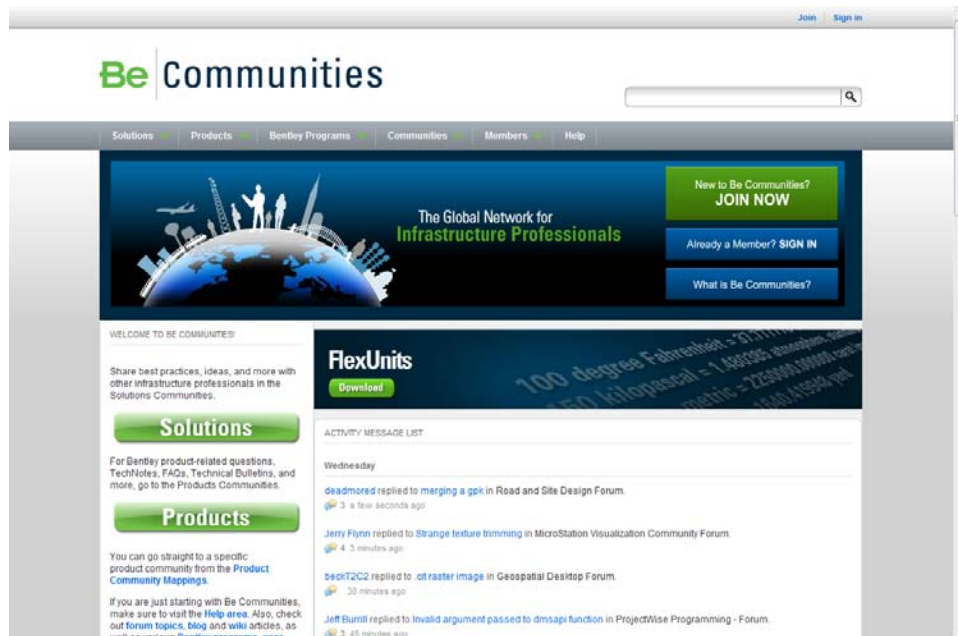 Join Sign in
Be Communities
Solutions Products Bentley Programs Communities Members Help
The Global Network for
Infrastructure Professionals
New to Be Communities?
JOIN NOW
Already a Member? SIGN IN
What is Be Communities?
WELCOME TO BE COMMUNITIES!
Share best practices, ideas, and more with
other infrastructure professionals in the
Solutions Communities.
Solutions
For Bentley product-related questions,
TechNotes, FAQs, Technical Bulletins, and
more, go to the Products Communities.
Products
You can go straight to a specific
product community from the Product
Community Mappings.
If you are just starting with Be Communities,
make sure to visit the Help area. Also, check
out forum topics, blog and wiki articles, as
FlexUnits
Download
100 degree Fahrenheit =
kilopascal =
metric =
ACTIVITY MESSAGE LIST
Wednesday
deadmored replied to merging a gpk in Road and Site Design Forum.
3 a few seconds ago
Jerry Flynn replied to Strange texture trimming in MicroStation Visualization Community Forum.
4 3 minutes ago
beckT2C2 replied to .cit raster image in Geospatial Desktop Forum.
30 minutes ago
Jeff Burrill replied to Invalid argument passed to dmsapi function in ProjectWise Programming - Forum.
3 45 minutes ago